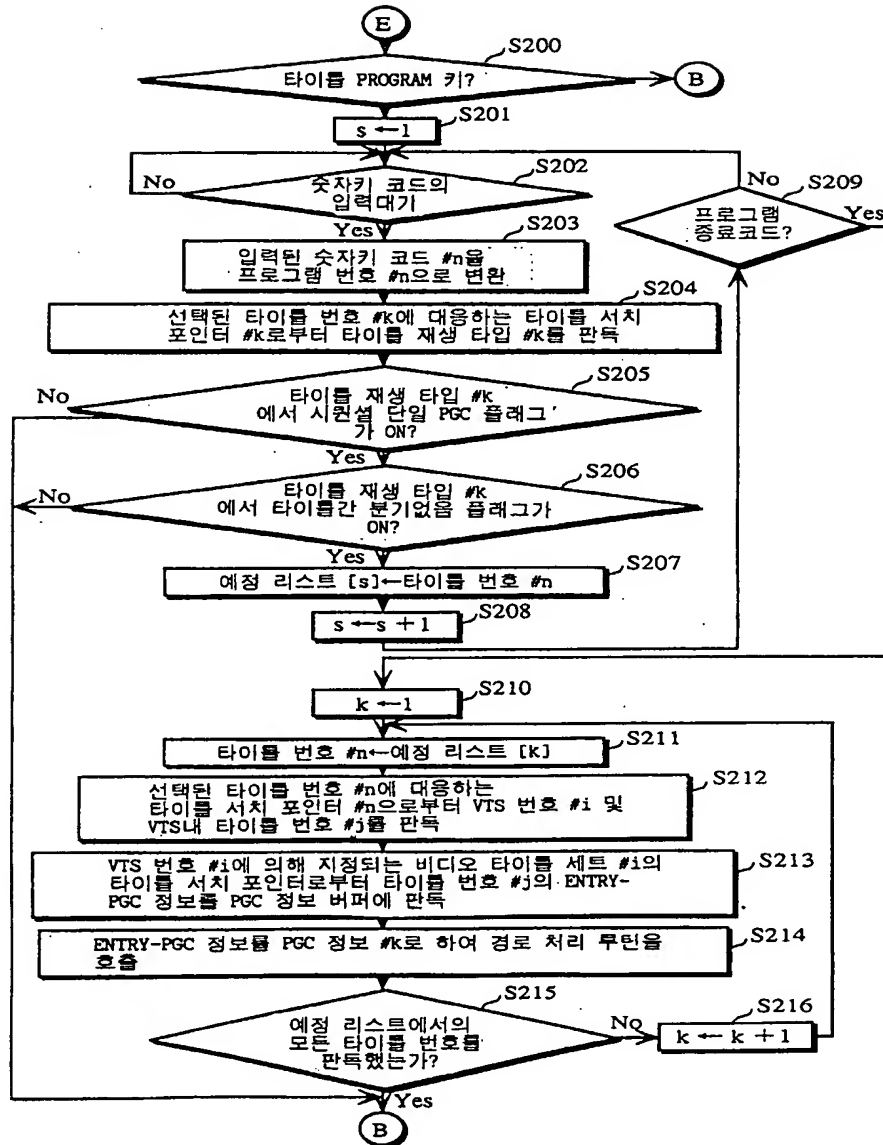 E
S200
타이틀 PROGRAM 키?
B
S201
s ← 1
S202
No
숫자키 코드의
입력대기
Yes
S209
No
프로그램
종료코드?
Yes
S203
입력된 숫자키 코드 #n을
프로그램 번호 #n으로 변환
S204
선택된 타이틀 번호 #k에 대응하는 타이틀 서치
포인터 #k로부터 타이틀 재생 타입 #k를 판독
S205
No
타이틀 재생 타입 #k
에서 시퀀셜 단일 PGC 플래그
가 ON?
Yes
S206
No
타이틀 재생 타입 #k
에서 타이틀간 분기없음 플래그가
ON?
Yes
S207
예정 리스트 [s]←타이틀 번호 #n
S208
s ← s + 1
S210
k ← 1
S211
타이틀 번호 #n←예정 리스트 [k]
S212
선택된 타이틀 번호 #n에 대응하는
타이틀 서치 포인터 #n으로부터 VTS 번호 #i 및
VTS내 타이틀 번호 #j를 판독
S213
VTS 번호 #i에 의해 지정되는 비디오 타이틀 세트 #i의
타이틀 서치 포인터로부터 타이틀 번호 #j의 ENTRY-
PGC 정보를 PGC 정보 버퍼에 판독
S214
ENTRY-PGC 정보를 PGC 정보 #k로 하여 경로 처리 루틴을
호출
S215
예정 리스트에서의
모든 타이틀 번호를
판독했는가?
No
S216
k ← k + 1
Yes
B